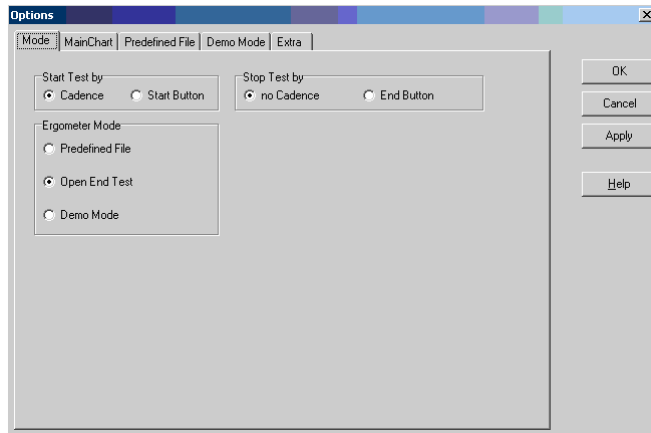 Options
Mode MainChart Predefined File Demo Mode Extra
Start Test by
Cadence Start Button
Stop Test by
no Cadence End Button
Ergometer Mode
Predefined File
Open End Test
Demo Mode
OK
Cancel
Apply
Help